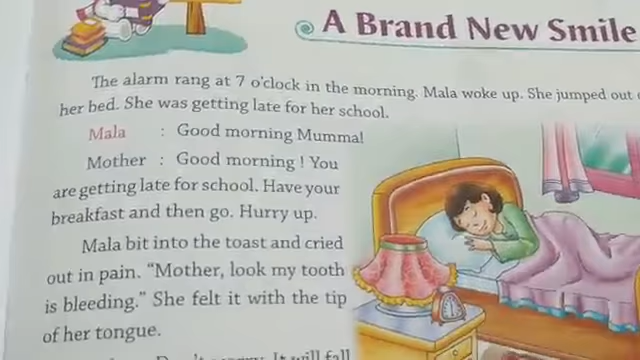 A Brand New Smile
The alarm rang at 7 o'clock in the morning. Mala woke up. She jumped out
her bed. She was getting late for her school.
Mala : Good morning Mumma!
Mother : Good morning ! You
are getting late for school. Have your
breakfast and then go. Hurry up.
Mala bit into the toast and cried
out in pain. “Mother, look my tooth
is bleeding.” She felt it with the tip
of her tongue.
It will fall